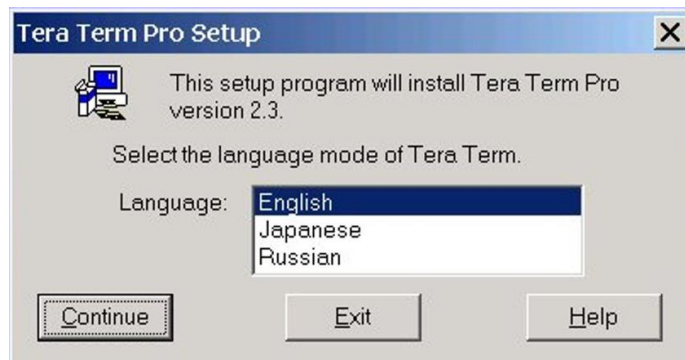 Tera Term Pro Setup
This setup program will install Tera Term Pro
version 2.3.
Select the language mode of Tera Term.
Language:
English
Japanese
Russian
Continue
Exit
Help